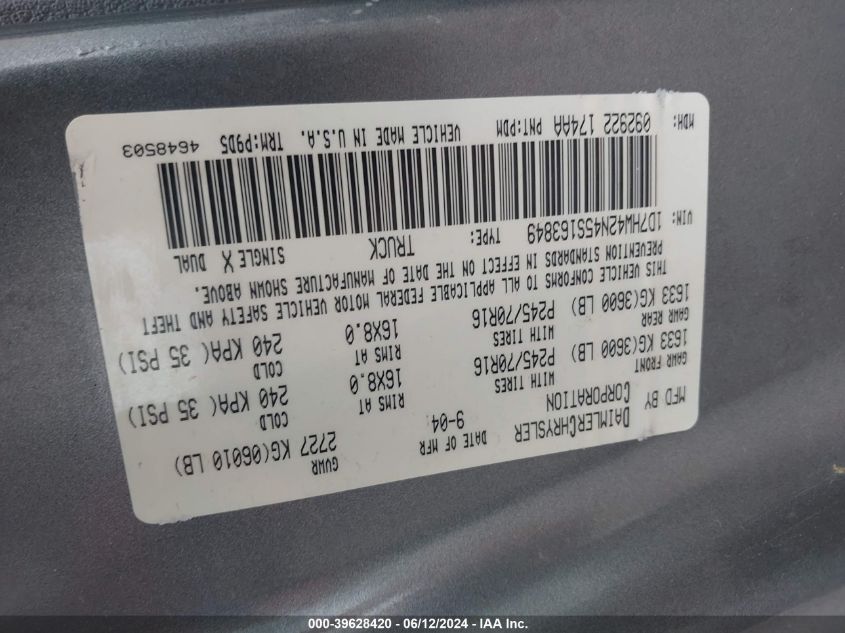 MFD BY DAIMLERCHRYSLER CORPORATION DATE OF MFR 9-04 GVWR 2727 KG(06010 LB)
GAWR FRONT WITH TIRES RIMS AT COLD
1633 KG(3600 LB) P245/70R16 16X8.0 240 KPA( 35 PSI)
GAWR REAR WITH TIRES RIMS AT COLD
1633 KG(3600 LB) P245/70R16 16X8.0 240 KPA( 35 PSI)
THIS VEHICLE CONFORMS TO ALL APPLICABLE FEDERAL MOTOR VEHICLE SAFETY AND THEFT
PREVENTION STANDARDS IN EFFECT ON THE DATE OF MANUFACTURE SHOWN ABOVE.
VIN: 1D7HW42N45S163849 TYPE: TRUCK SINGLE X DUAL
MDH: 092922 174AA PNT:PDM VEHICLE MADE IN U.S.A. TRM:P9D5 4648503
000-39628420 - 06/12/2024 - IAA Inc.